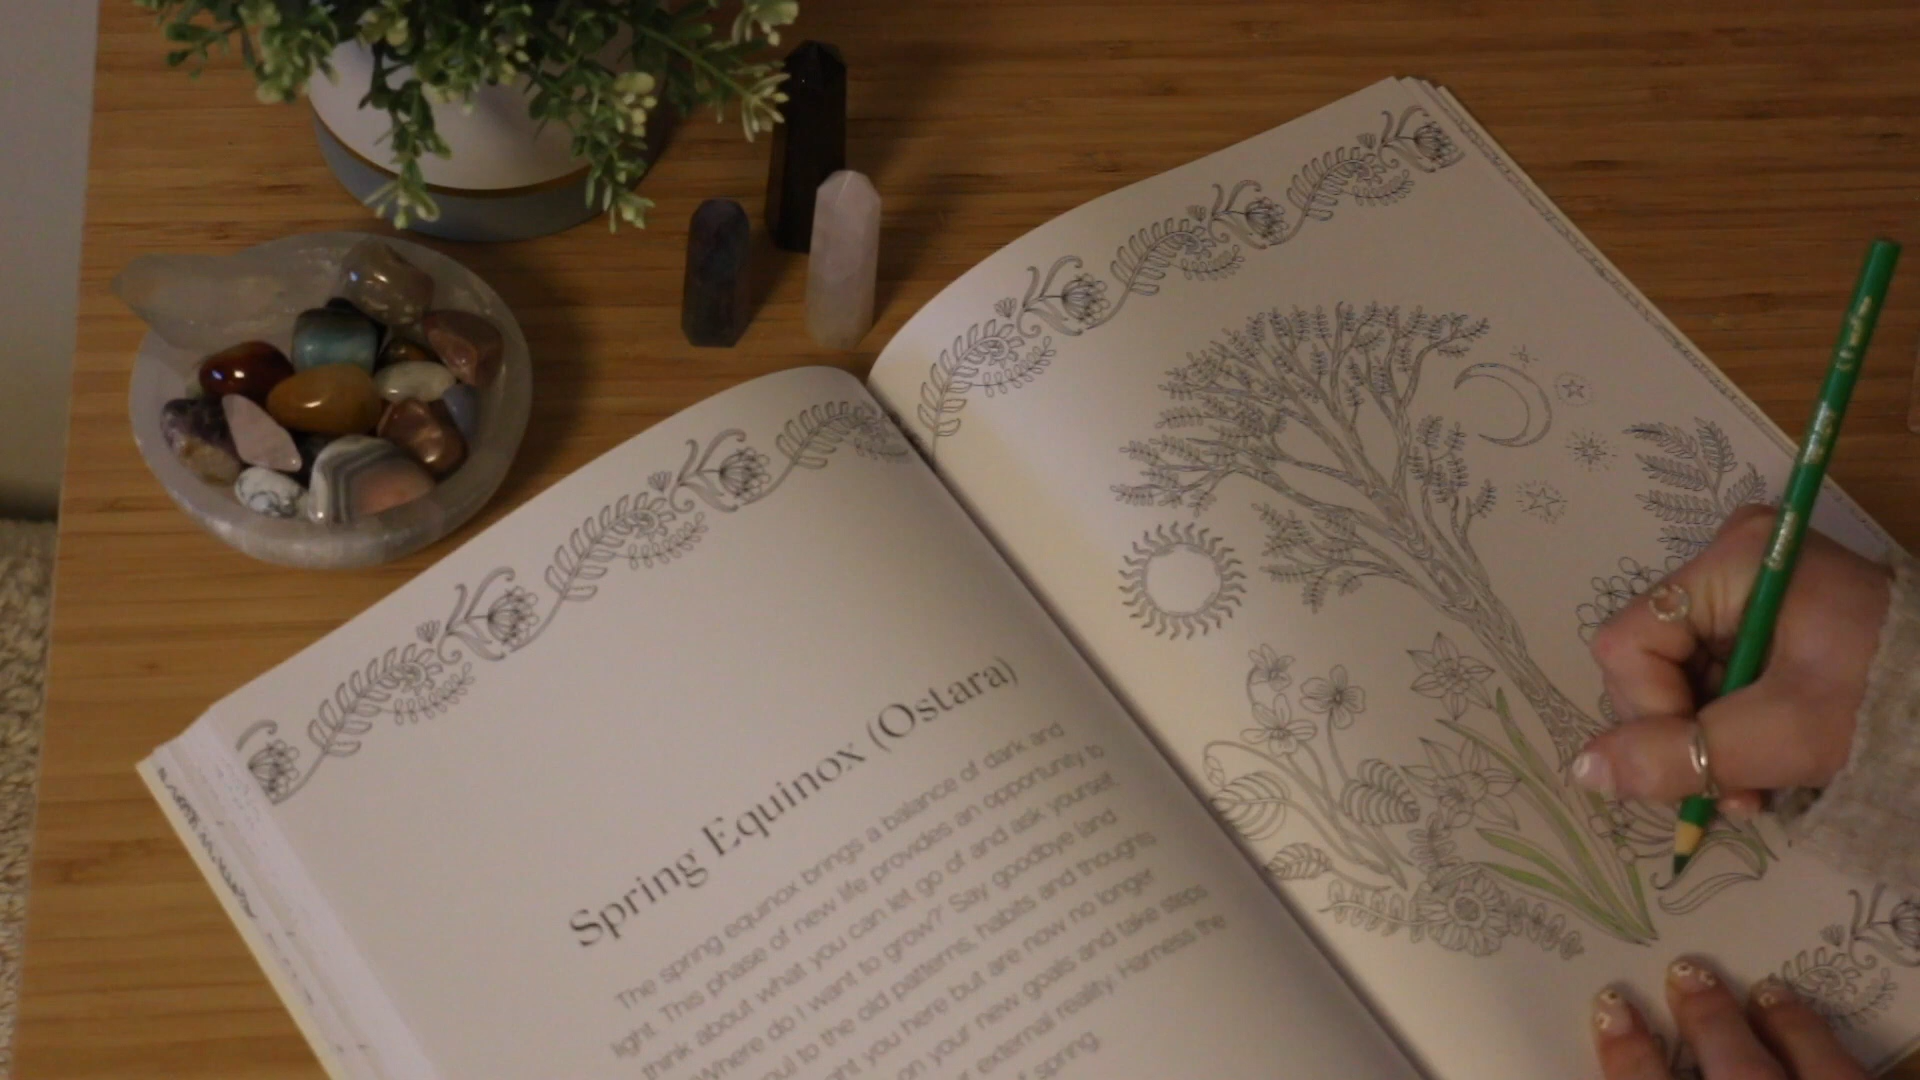 Spring Equinox (Ostara)
The spring equinox brings a balance of dark and
light. This phase of new life provides an opportunity to
think about what you can let go of and ask yourself
Where do I want to grow? Say goodbye (and
to the old patterns, habits and thoughts
you here but are now no longer
on your new goals and take steps
external reality. Harness the
of spring.